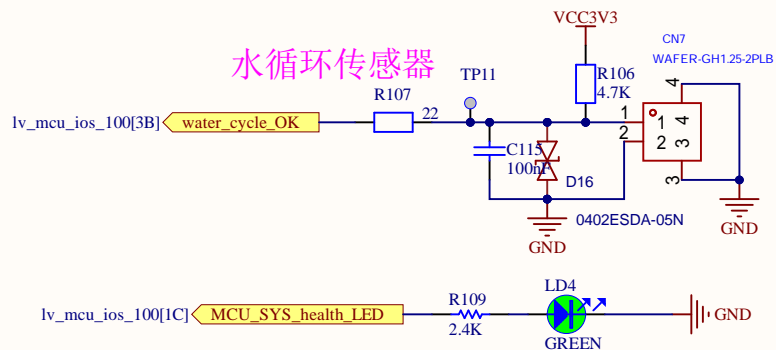 VCC3V3
CN7
WAFER-GH1.25-2PLB
水循环传感器
TP11
R106
4.7K
4
R107
22
1
1 4
lv_mcu_ios_100[3B]
water_cycle_OK
2
2 3
C115
100nF
D16
3
0402ESDA-05N
GND
GND
lv_mcu_ios_100[1C]
MCU_SYS_health_LED
R109
2.4K
LD4
GREEN
GND